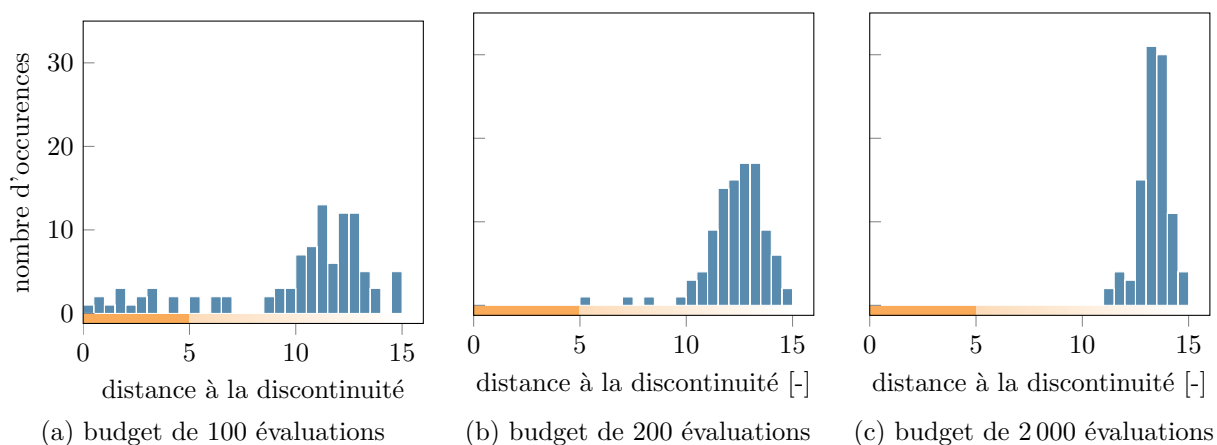 nombre d'occurences
30
20
10
0
0 5 10 15
distance à la discontinuité
(a) budget de 100 évaluations
0 5 10 15
distance à la discontinuité [-]
(b) budget de 200 évaluations
0 5 10 15
distance à la discontinuité [-]
(c) budget de 2 000 évaluations